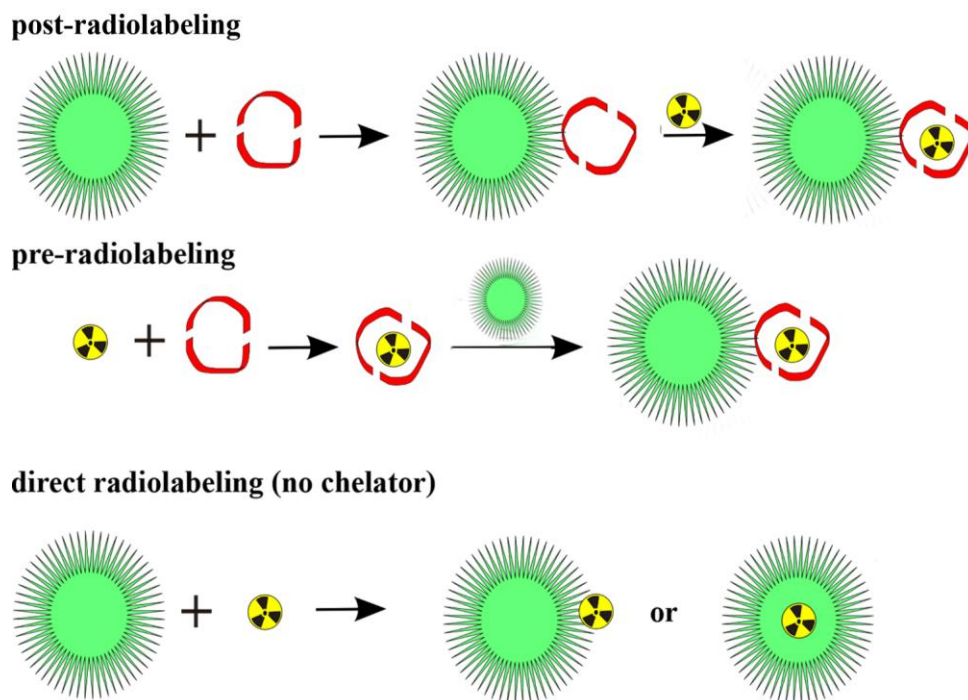 post-radiolabeling
pre-radiolabeling
direct radiolabeling (no chelator)
or